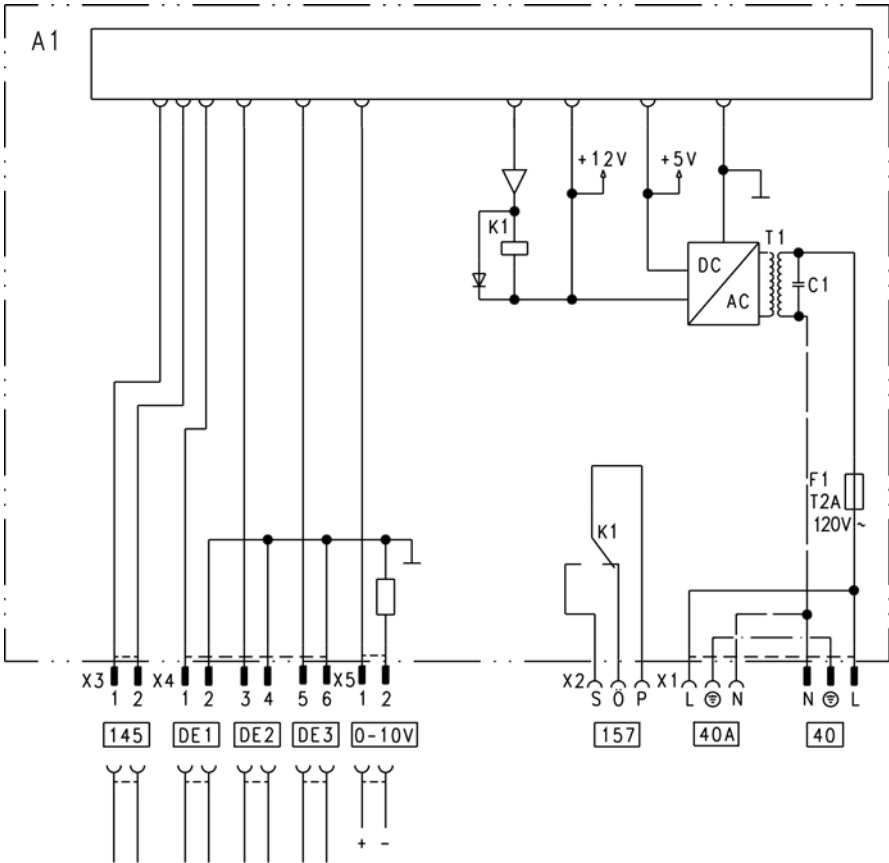 A1
+12V +5V
K1 T1
DC
AC C1
F1
T2A
120V~
K1
X3 X4 X5 X2 X1
1 2 1 2 3 4 5 6 1 2 S Ö P L N N L
145 DE1 DE2 DE3 0-10V 157 40A 40
+ -